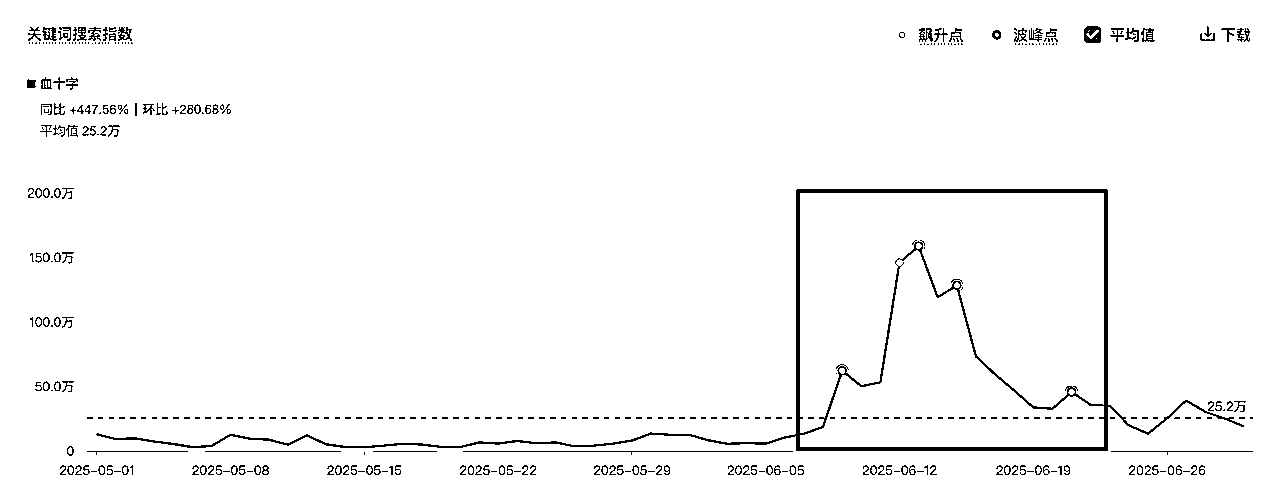 关键词搜索指数
飙升点 波峰点 平均值 下载
血十字
同比 +447.56% | 环比 +280.68%
平均值 25.2万
200.0万
150.0万
100.0万
50.0万
25.2万
0
2025-05-01 2025-05-08 2025-05-15 2025-05-22 2025-05-29 2025-06-05 2025-06-12 2025-06-19 2025-06-26